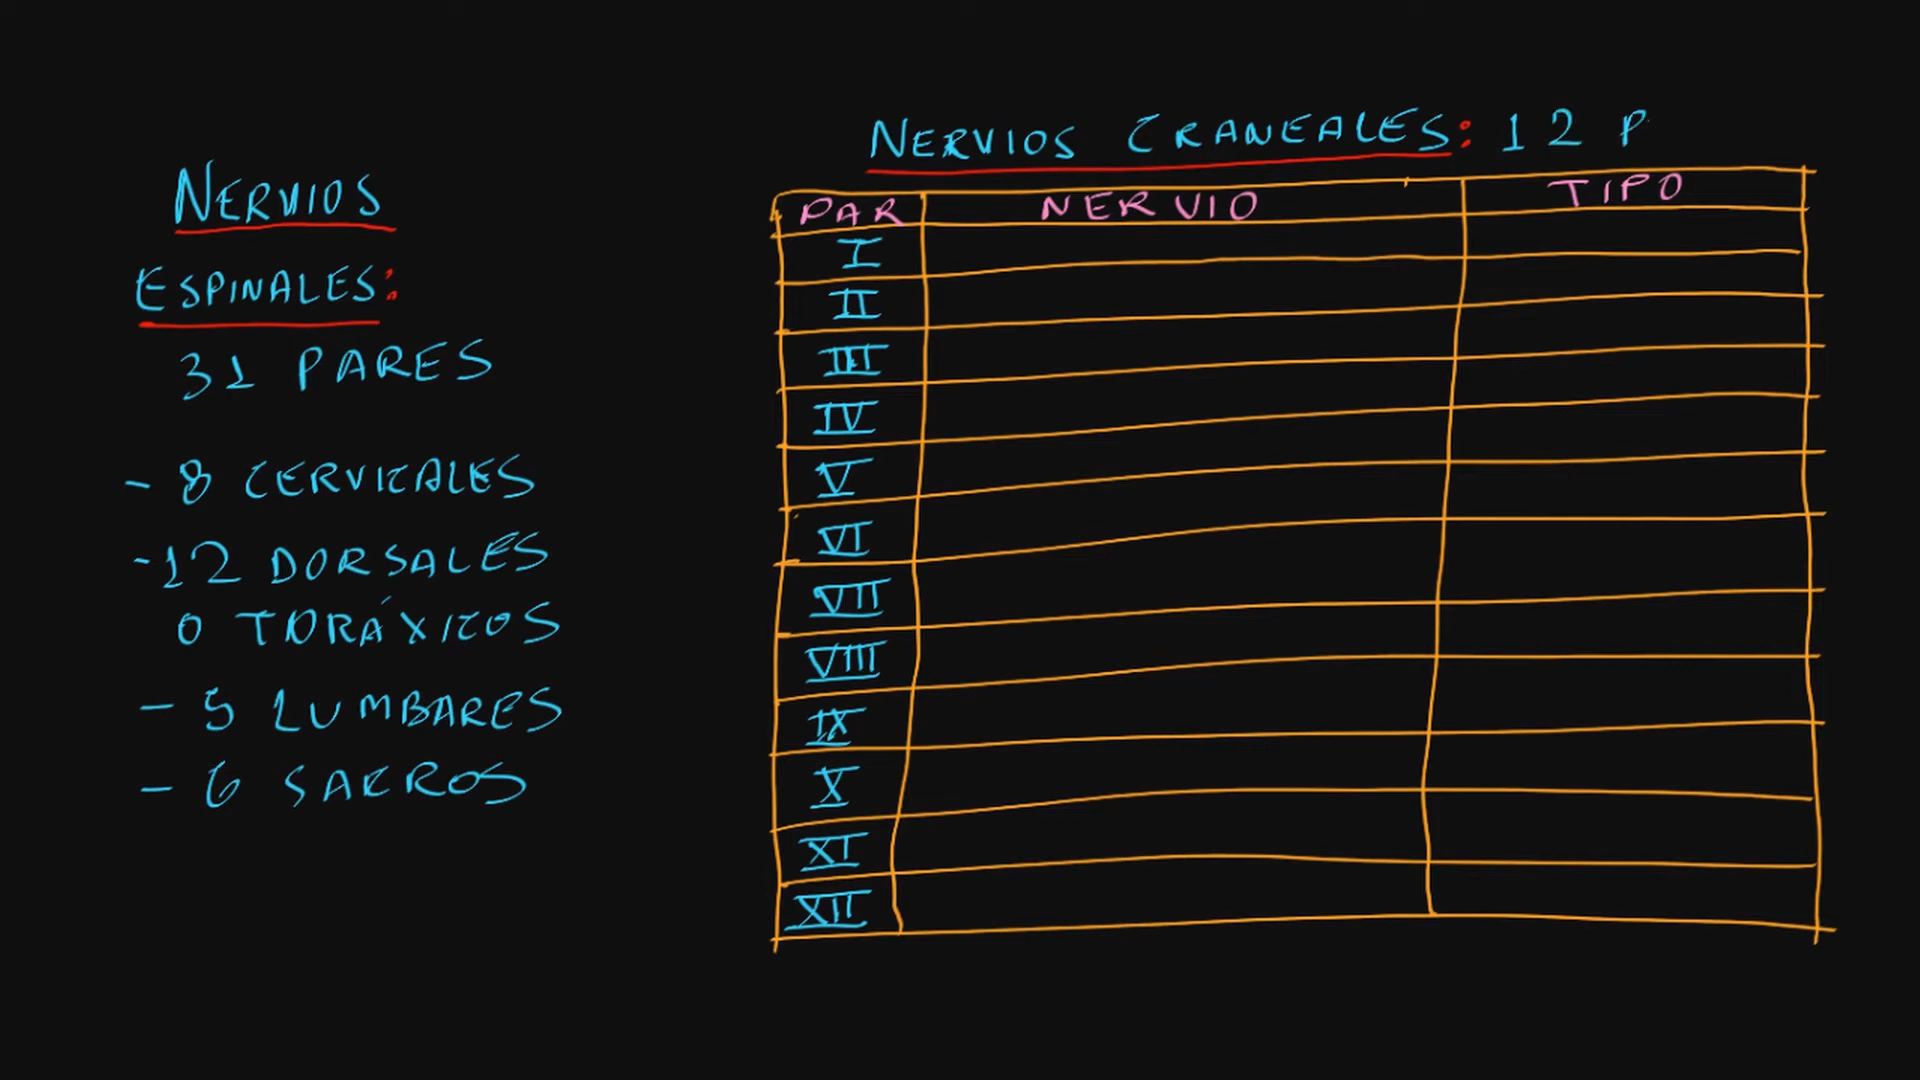 NERVIOS
ESPINALES:
31 PARES
- 8 CERVICALES
- 12 DORSALES
O TORÁXICOS
- 5 LUMBARES
- 6 SACROS
NERVIOS CRANEALES: 12 P
PAR NERVIO TIPO
I
II
III
IV
V
VI
VII
VIII
IX
X
XI
XII